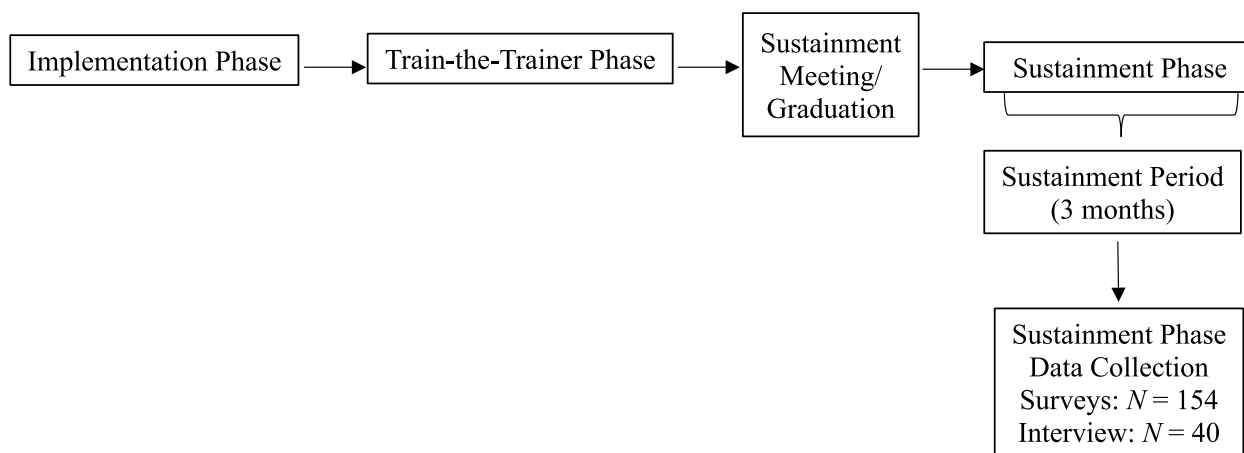 Implementation Phase
Train-the-Trainer Phase
Sustainment
Meeting/
Graduation
Sustainment Phase
Sustainment Period
(3 months)
Sustainment Phase
Data Collection
Surveys: N = 154
Interview: N = 40